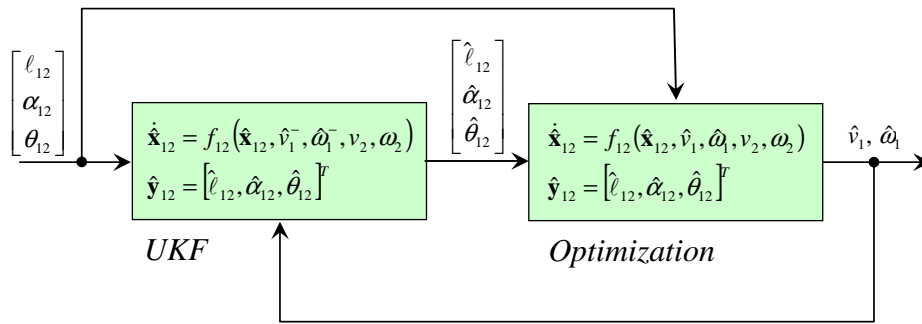 [ℓ₁₂
α₁₂
θ₁₂]
[ℓ̂₁₂
α̂₁₂
θ̂₁₂]
x̂̇₁₂ = f₁₂(x̂₁₂, v̂₁⁻, ω̂₁⁻, v₂, ω₂)
ŷ₁₂ = [ℓ̂₁₂, α̂₁₂, θ̂₁₂]ᵀ
UKF
x̂̇₁₂ = f₁₂(x̂₁₂, v̂₁, ω̂₁, v₂, ω₂)
ŷ₁₂ = [ℓ̂₁₂, α̂₁₂, θ̂₁₂]ᵀ
Optimization
v̂₁, ω̂₁